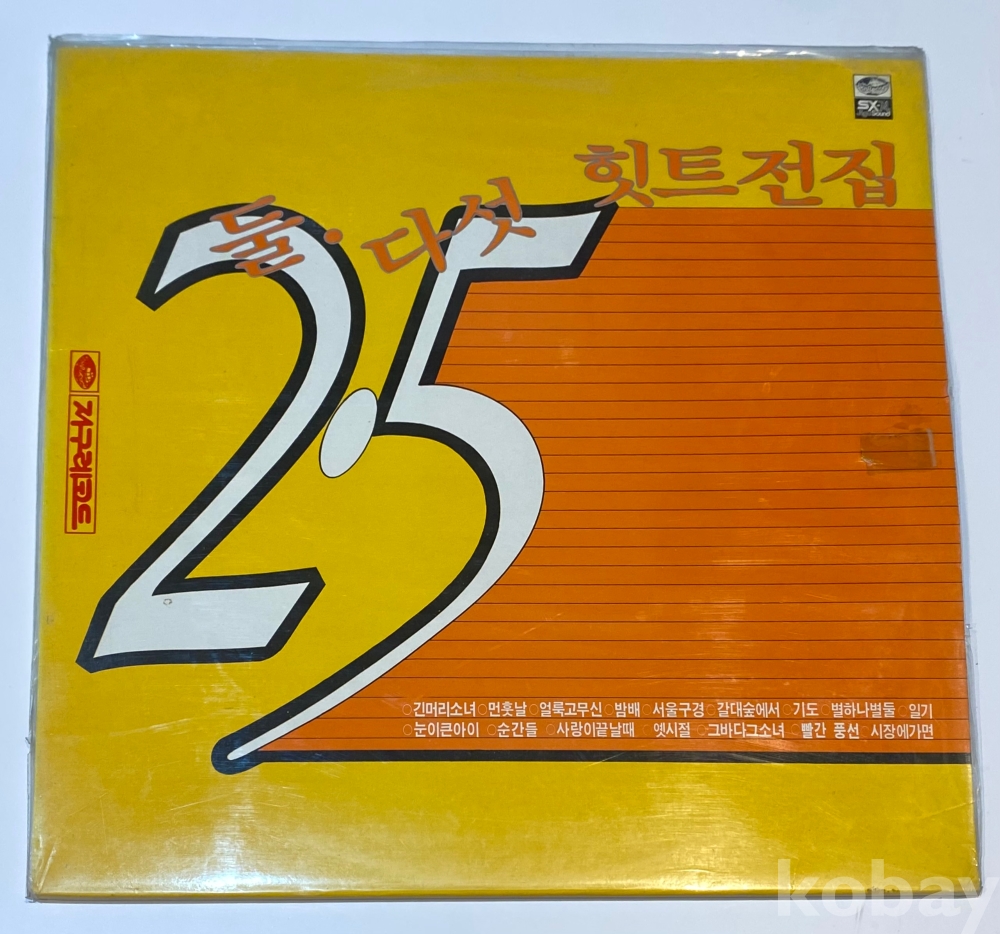 SX-
Sound
둘·다섯 힛트전집
2·5
지구레코드
○긴머리소녀○먼훗날○얼룩고무신○밤배○서울구경○갈대숲에서○기도○별하나별둘○일기
○눈이큰아이○순간들○사랑이끝날때○옛시절○그바다그소녀○빨간 풍선○시장에가면
kobay